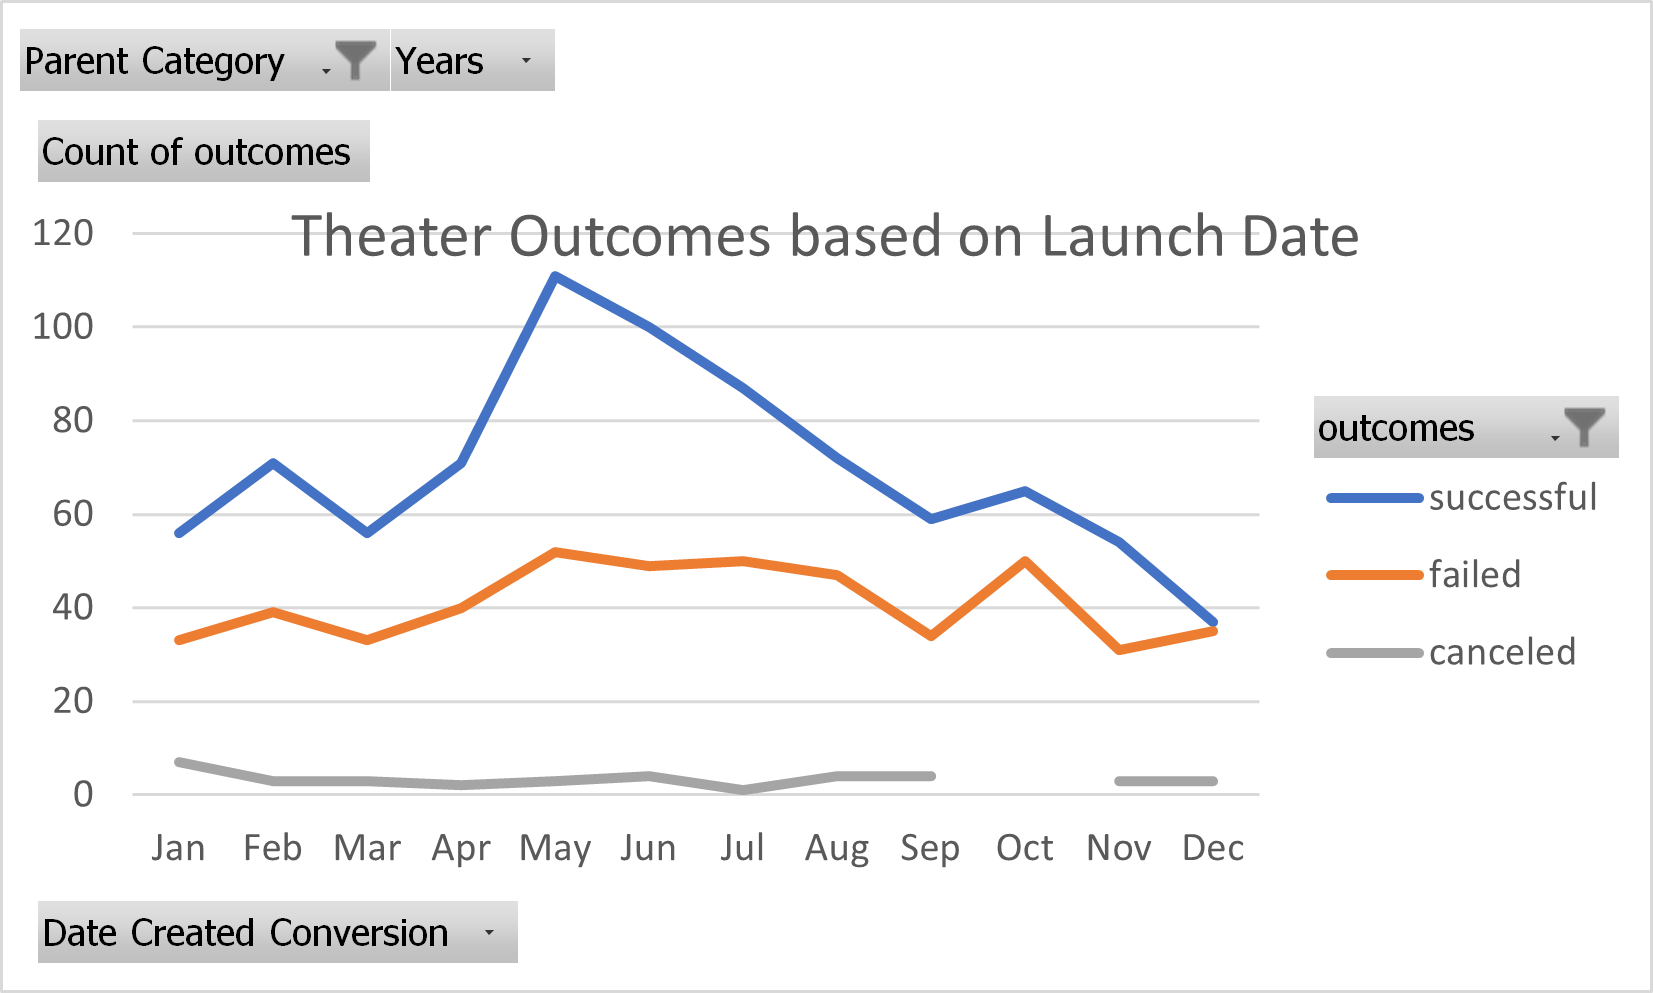 Parent Category Years
Count of outcomes
Theater Outcomes based on Launch Date
120
100
80
60
40
20
0
Jan Feb Mar Apr May Jun Jul Aug Sep Oct Nov Dec
outcomes
successful
failed
canceled
Date Created Conversion